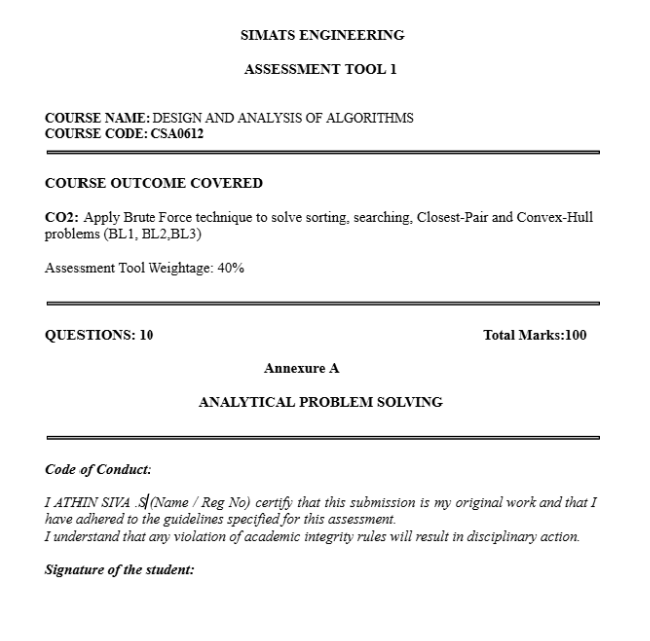 SIMATS ENGINEERING
ASSESSMENT TOOL 1
COURSE NAME: DESIGN AND ANALYSIS OF ALGORITHMS
COURSE CODE: CSA0612
COURSE OUTCOME COVERED
CO2: Apply Brute Force technique to solve sorting, searching, Closest-Pair and Convex-Hull
problems (BL1, BL2,BL3)
Assessment Tool Weightage: 40%
QUESTIONS: 10 Total Marks:100
Annexure A
ANALYTICAL PROBLEM SOLVING
Code of Conduct:
I ATHIN SIVA .S (Name / Reg No) certify that this submission is my original work and that I
have adhered to the guidelines specified for this assessment.
I understand that any violation of academic integrity rules will result in disciplinary action.
Signature of the student: